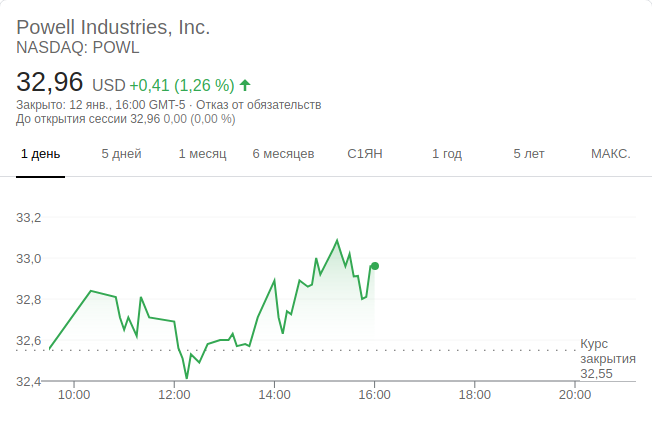 Powell Industries, Inc.
NASDAQ: POWL
32,96 USD +0,41 (1,26 %)
Закрыто: 12 янв., 16:00 GMT-5 · Отказ от обязательств
До открытия сессии 32,96 0,00 (0,00 %)
1 день 5 дней 1 месяц 6 месяцев С1ЯН 1 год 5 лет МАКС.
33,2
33,0
32,8
32,6
32,4
Курс
закрытия
32,55
10:00 12:00 14:00 16:00 18:00 20:00